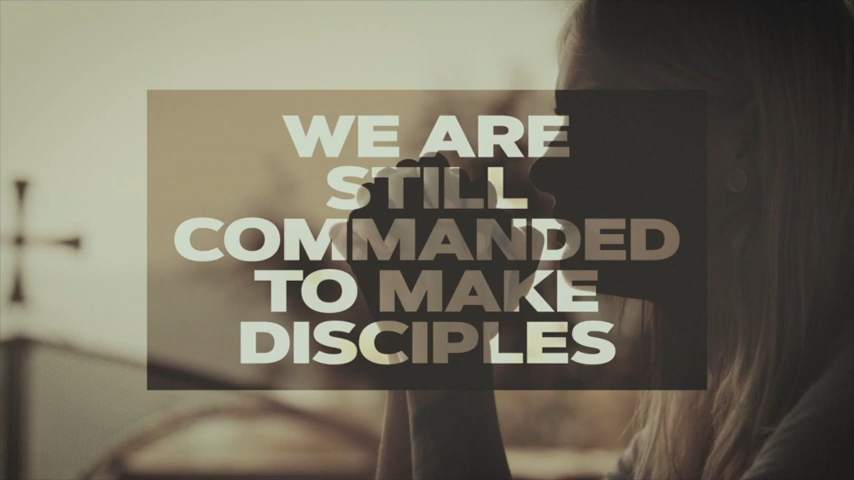 WE ARE
STILL
COMMANDED
TO MAKE
DISCIPLES